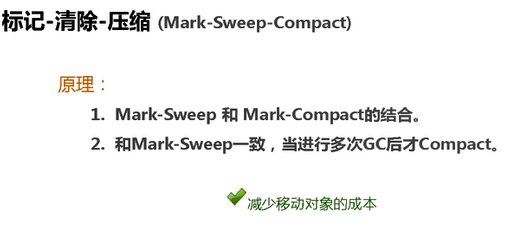 标记-清除-压缩 (Mark-Sweep-Compact)
原理：
1. Mark-Sweep 和 Mark-Compact的结合。
2. 和Mark-Sweep一致，当进行多次GC后才Compact。
减少移动对象的成本